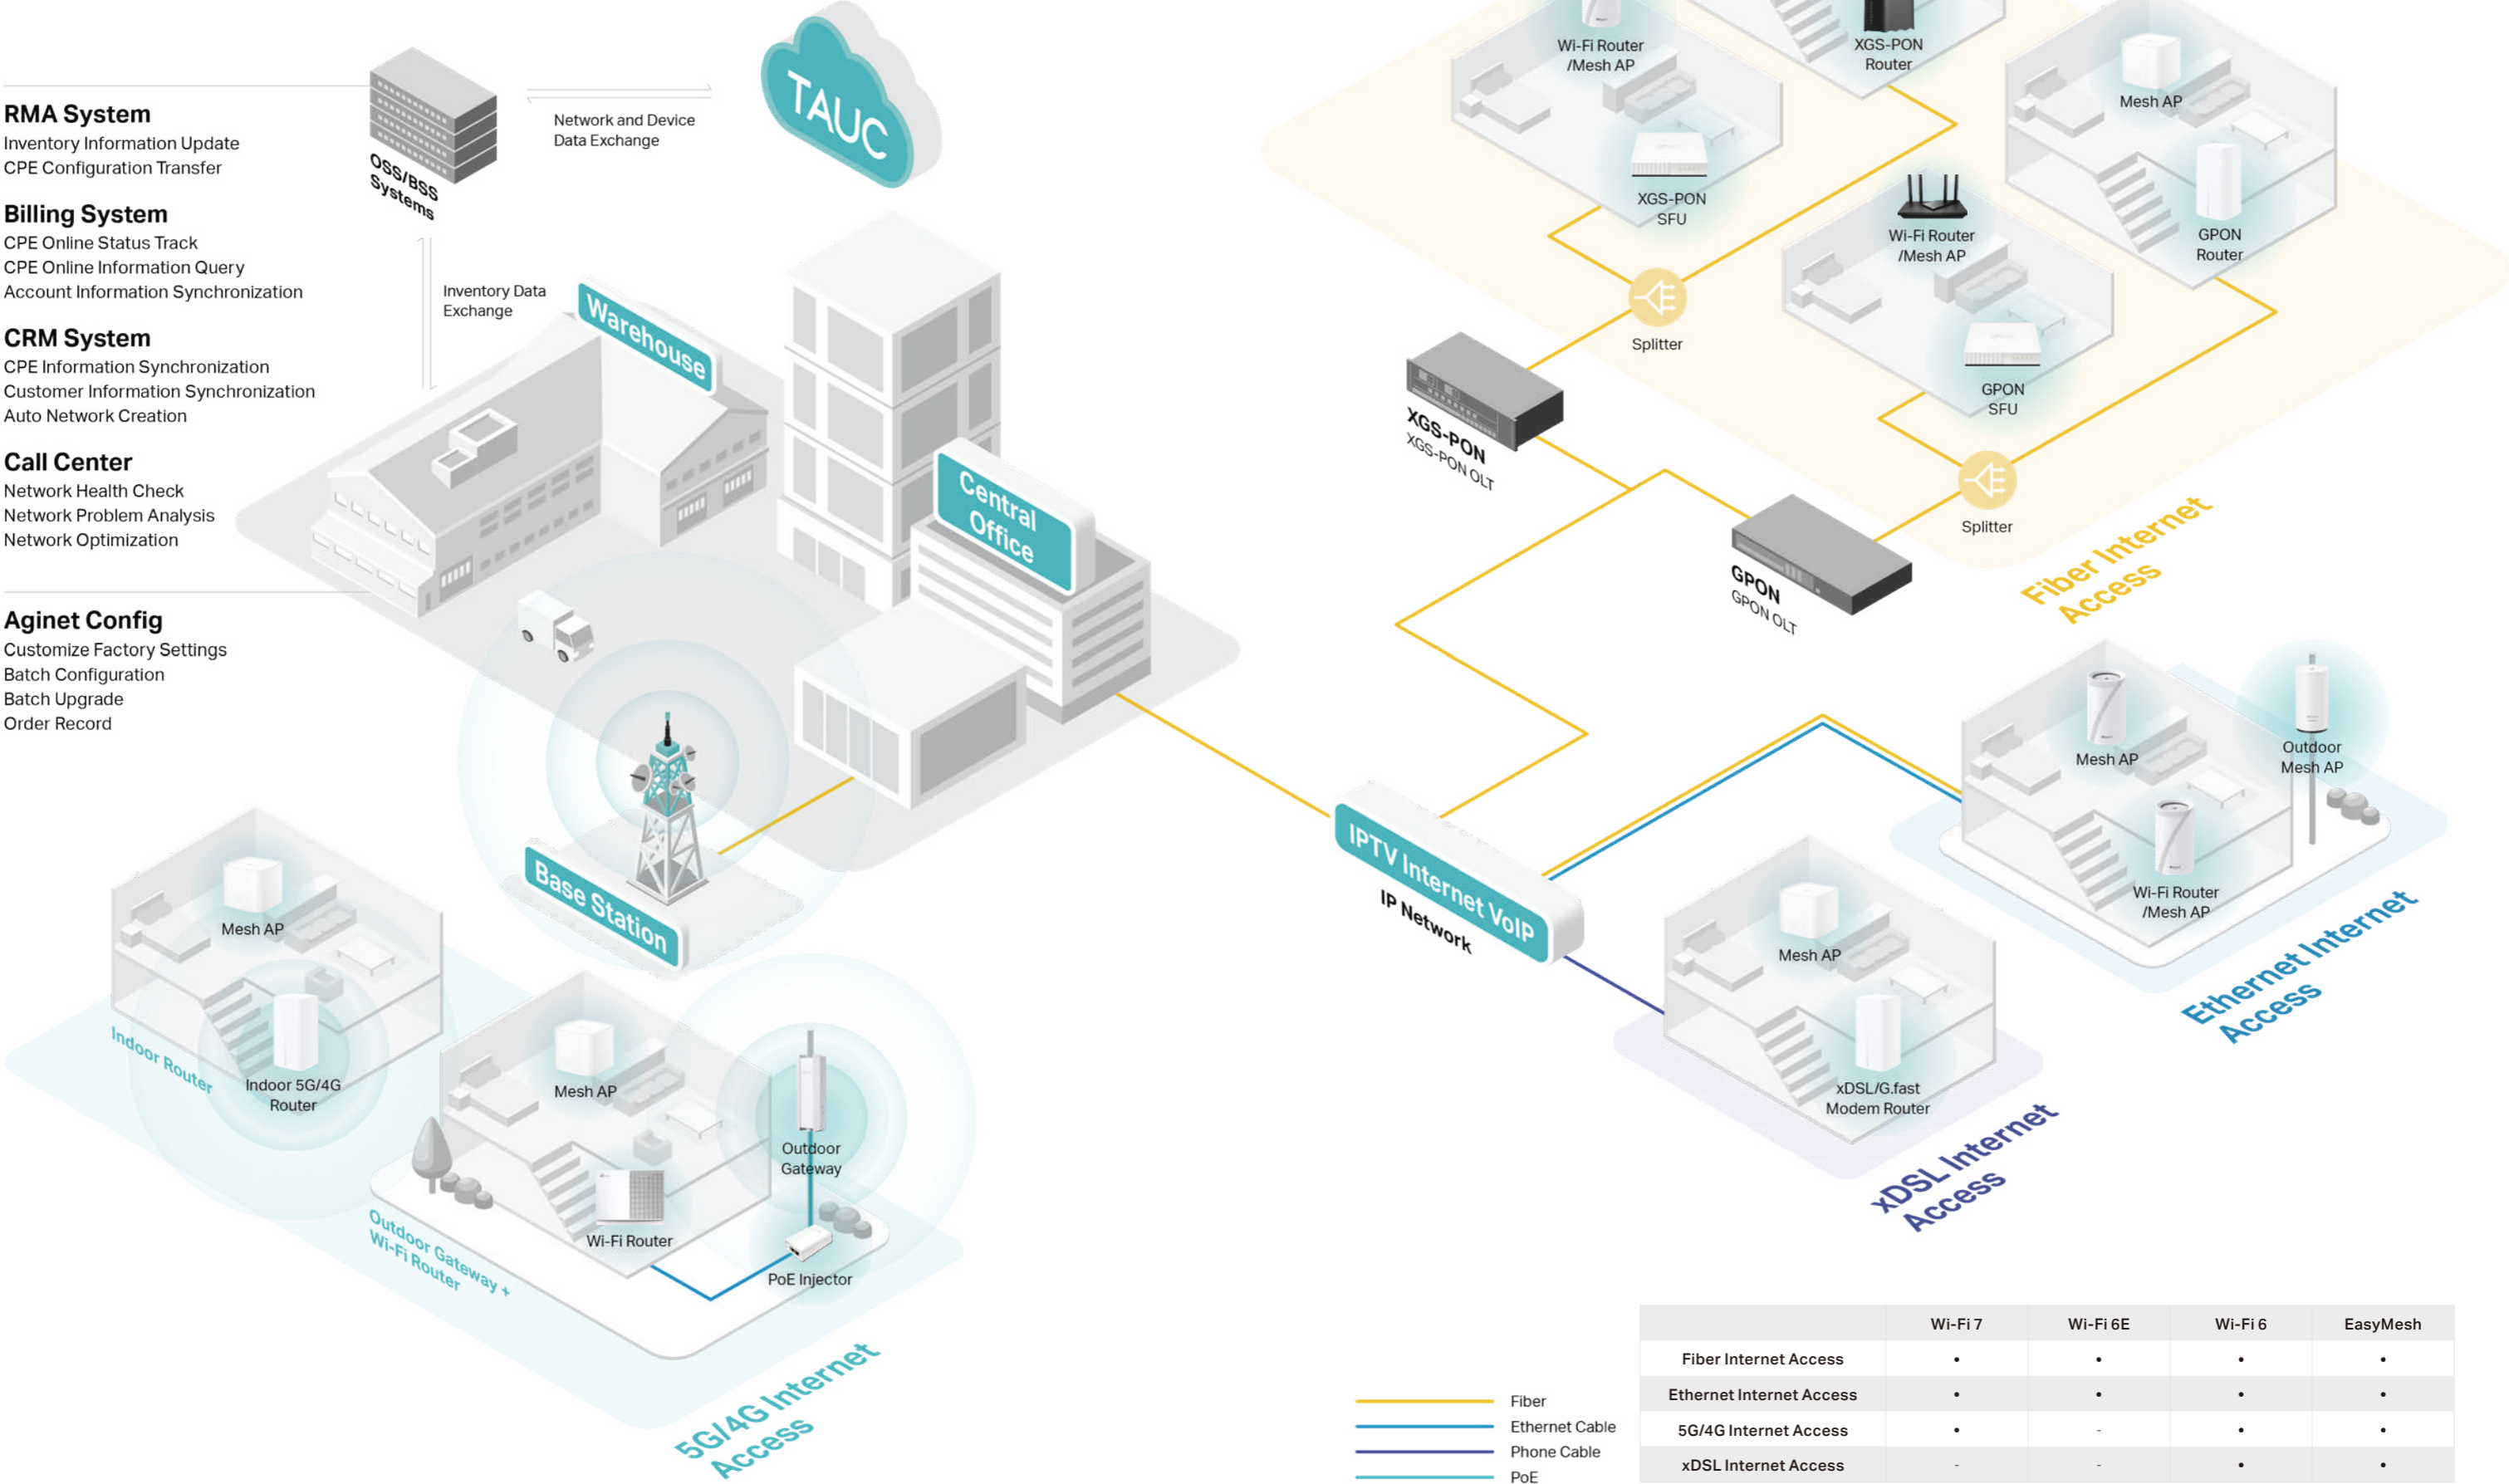 RMA System
Inventory Information Update
CPE Configuration Transfer
Billing System
CPE Online Status Track
CPE Online Information Query
Account Information Synchronization
CRM System
CPE Information Synchronization
Customer Information Synchronization
Auto Network Creation
Call Center
Network Health Check
Network Problem Analysis
Network Optimization
Aginet Config
Customize Factory Settings
Batch Configuration
Batch Upgrade
Order Record
OSS/BSS
Systems
Network and Device
Data Exchange
TAUC
Inventory Data
Exchange
Warehouse
Central
Office
Base Station
Mesh AP
Indoor 5G/4G
Router
Indoor Router
Mesh AP
Wi-Fi Router
Outdoor
Gateway
PoE Injector
Outdoor Gateway +
Wi-Fi Router
5G/4G Internet
Access
Wi-Fi Router
/Mesh AP
XGS-PON
SFU
XGS-PON
Router
Mesh AP
GPON
Router
Wi-Fi Router
/Mesh AP
GPON
SFU
Splitter
Splitter
XGS-PON
XGS-PON OLT
GPON
GPON OLT
Fiber Internet
Access
IPTV Internet VoIP
IP Network
Mesh AP
Outdoor
Mesh AP
Wi-Fi Router
/Mesh AP
Ethernet Internet
Access
Mesh AP
xDSL/G.fast
Modem Router
xDSL Internet
Access
Fiber
Ethernet Cable
Phone Cable
PoE
Wi-Fi 7 Wi-Fi 6E Wi-Fi 6 EasyMesh
Fiber Internet Access • • • •
Ethernet Internet Access • • • •
5G/4G Internet Access • - • •
xDSL Internet Access - - • •